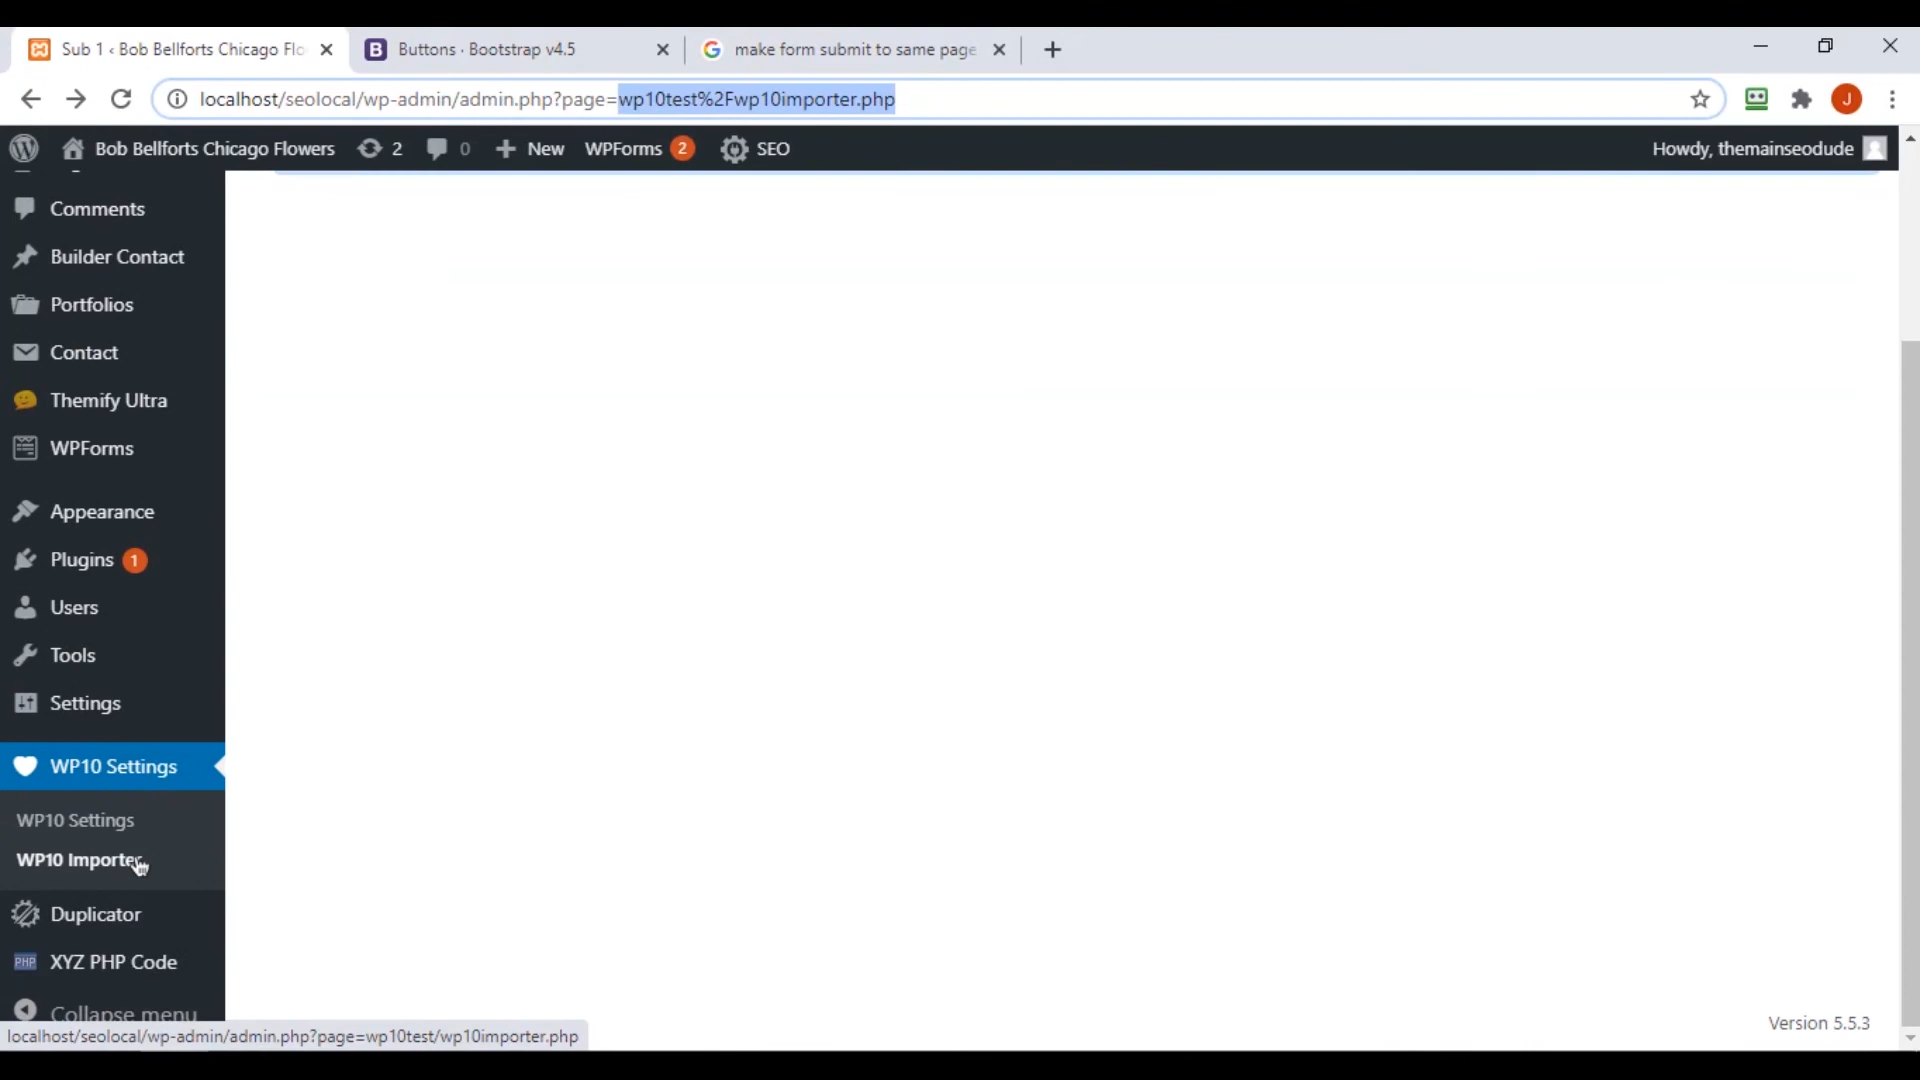 Sub 1 ‹ Bob Bellforts Chicago Flo
Buttons · Bootstrap v4.5
make form submit to same page
localhost/seolocal/wp-admin/admin.php?page=wp10test%2Fwp10importer.php
J
Bob Bellforts Chicago Flowers
2
0
New
WPForms 2
SEO
Howdy, themainseodude
Comments
Builder Contact
Portfolios
Contact
Themify Ultra
WPForms
Appearance
Plugins 1
Users
Tools
Settings
WP10 Settings
WP10 Settings
WP10 Importer
Duplicator
PHP XYZ PHP Code
Collapse menu
Version 5.5.3
localhost/seolocal/wp-admin/admin.php?page=wp10test/wp10importer.php